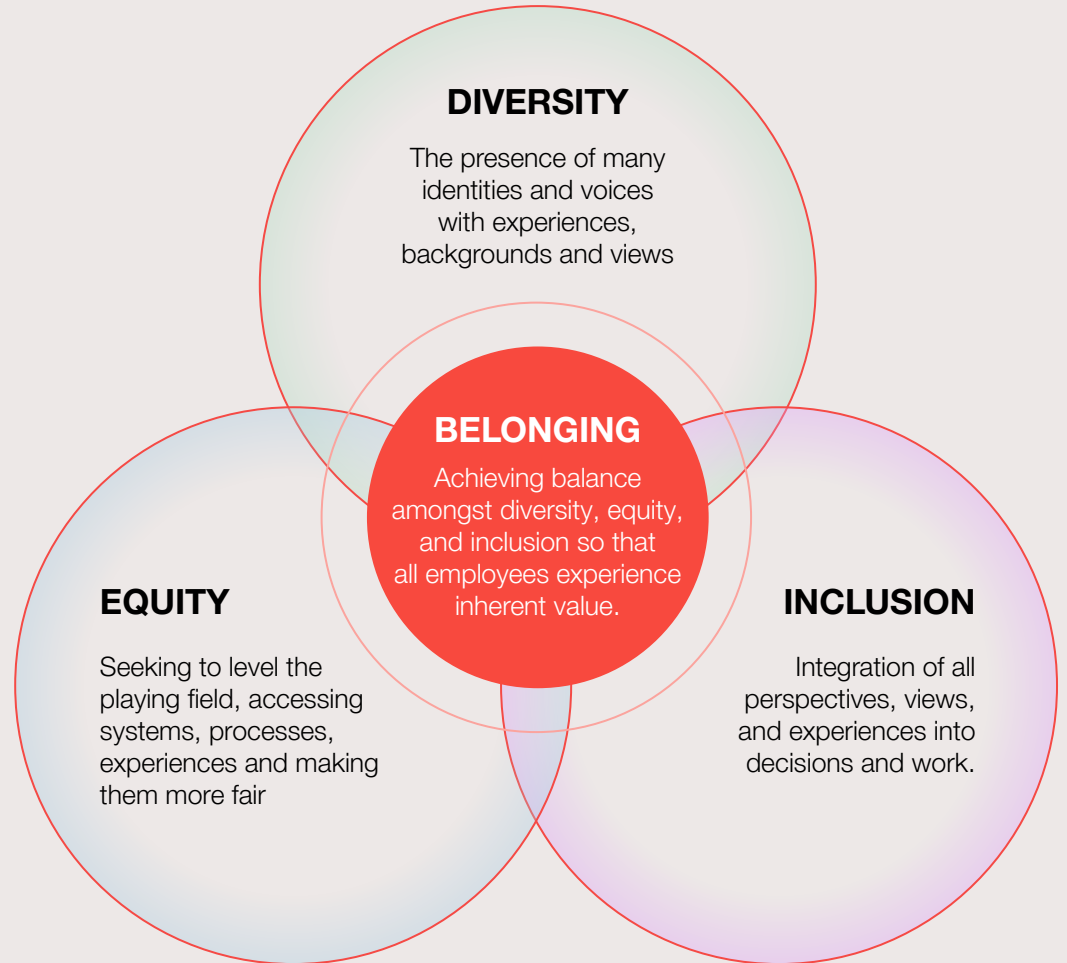 DIVERSITY
The presence of many
identities and voices
with experiences,
backgrounds and views
BELONGING
Achieving balance
amongst diversity, equity,
and inclusion so that
all employees experience
inherent value.
EQUITY
Seeking to level the
playing field, accessing
systems, processes,
experiences and making
them more fair
INCLUSION
Integration of all
perspectives, views,
and experiences into
decisions and work.